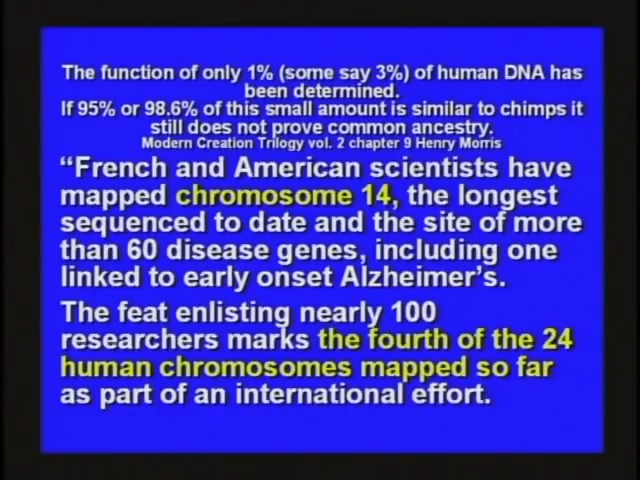 The function of only 1% (some say 3%) of human DNA has
been determined.
If 95% or 98.6% of this small amount is similar to chimps it
still does not prove common ancestry.
Modern Creation Trilogy vol. 2 chapter 9 Henry Morris
“French and American scientists have
mapped chromosome 14, the longest
sequenced to date and the site of more
than 60 disease genes, including one
linked to early onset Alzheimer’s.
The feat enlisting nearly 100
researchers marks the fourth of the 24
human chromosomes mapped so far
as part of an international effort.